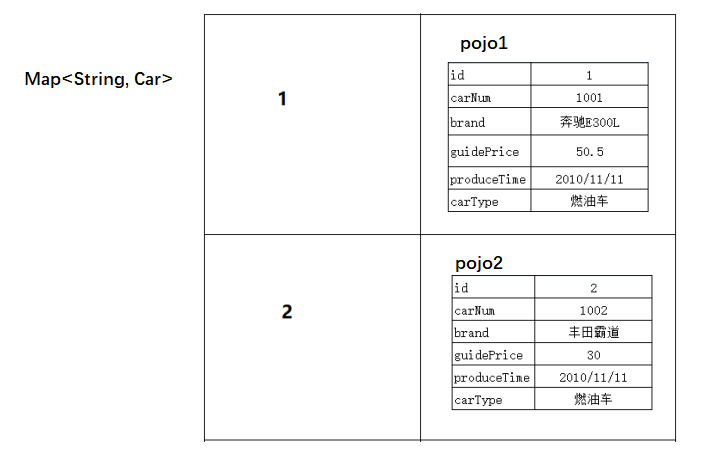 Map<String, Car>
1
pojo1
id 1
carNum 1001
brand 奔驰E300L
guidePrice 50.5
produceTime 2010/11/11
carType 燃油车
2
pojo2
id 2
carNum 1002
brand 丰田霸道
guidePrice 30
produceTime 2010/11/11
carType 燃油车